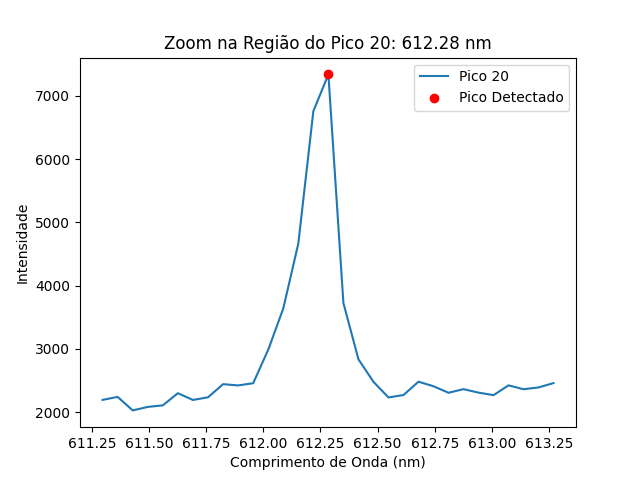 Zoom na Região do Pico 20: 612.28 nm
Pico 20
Pico Detectado
Intensidade
7000
6000
5000
4000
3000
2000
611.25 611.50 611.75 612.00 612.25 612.50 612.75 613.00 613.25
Comprimento de Onda (nm)